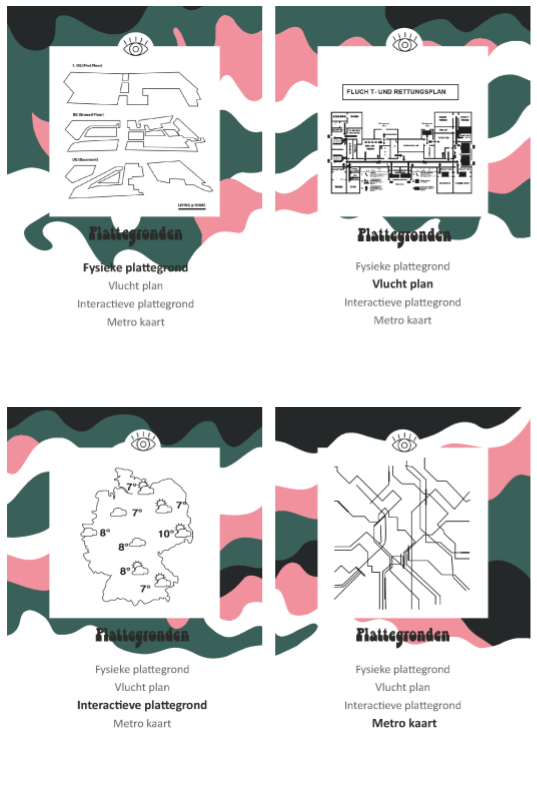 1. OG (First Floor)
EG (Ground Floor)
UG (Basement)
LIVING @ HOME
Plattegronden
Fysieke plattegrond
Vlucht plan
Interactieve plattegrond
Metro kaart
FLUCH T- UND RETTUNGSPLAN
Plattegronden
Fysieke plattegrond
Vlucht plan
Interactieve plattegrond
Metro kaart
7°
7°
7°
8°
10°
8°
8°
7°
Plattegronden
Fysieke plattegrond
Vlucht plan
Interactieve plattegrond
Metro kaart
Plattegronden
Fysieke plattegrond
Vlucht plan
Interactieve plattegrond
Metro kaart